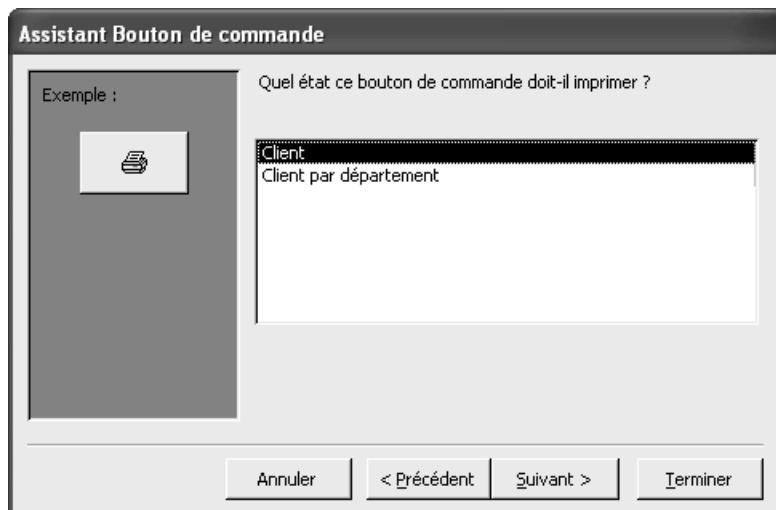 Assistant Bouton de commande
Exemple :
Quel état ce bouton de commande doit-il imprimer ?
Client
Client par département
Annuler
< Précédent
Suivant >
Terminer